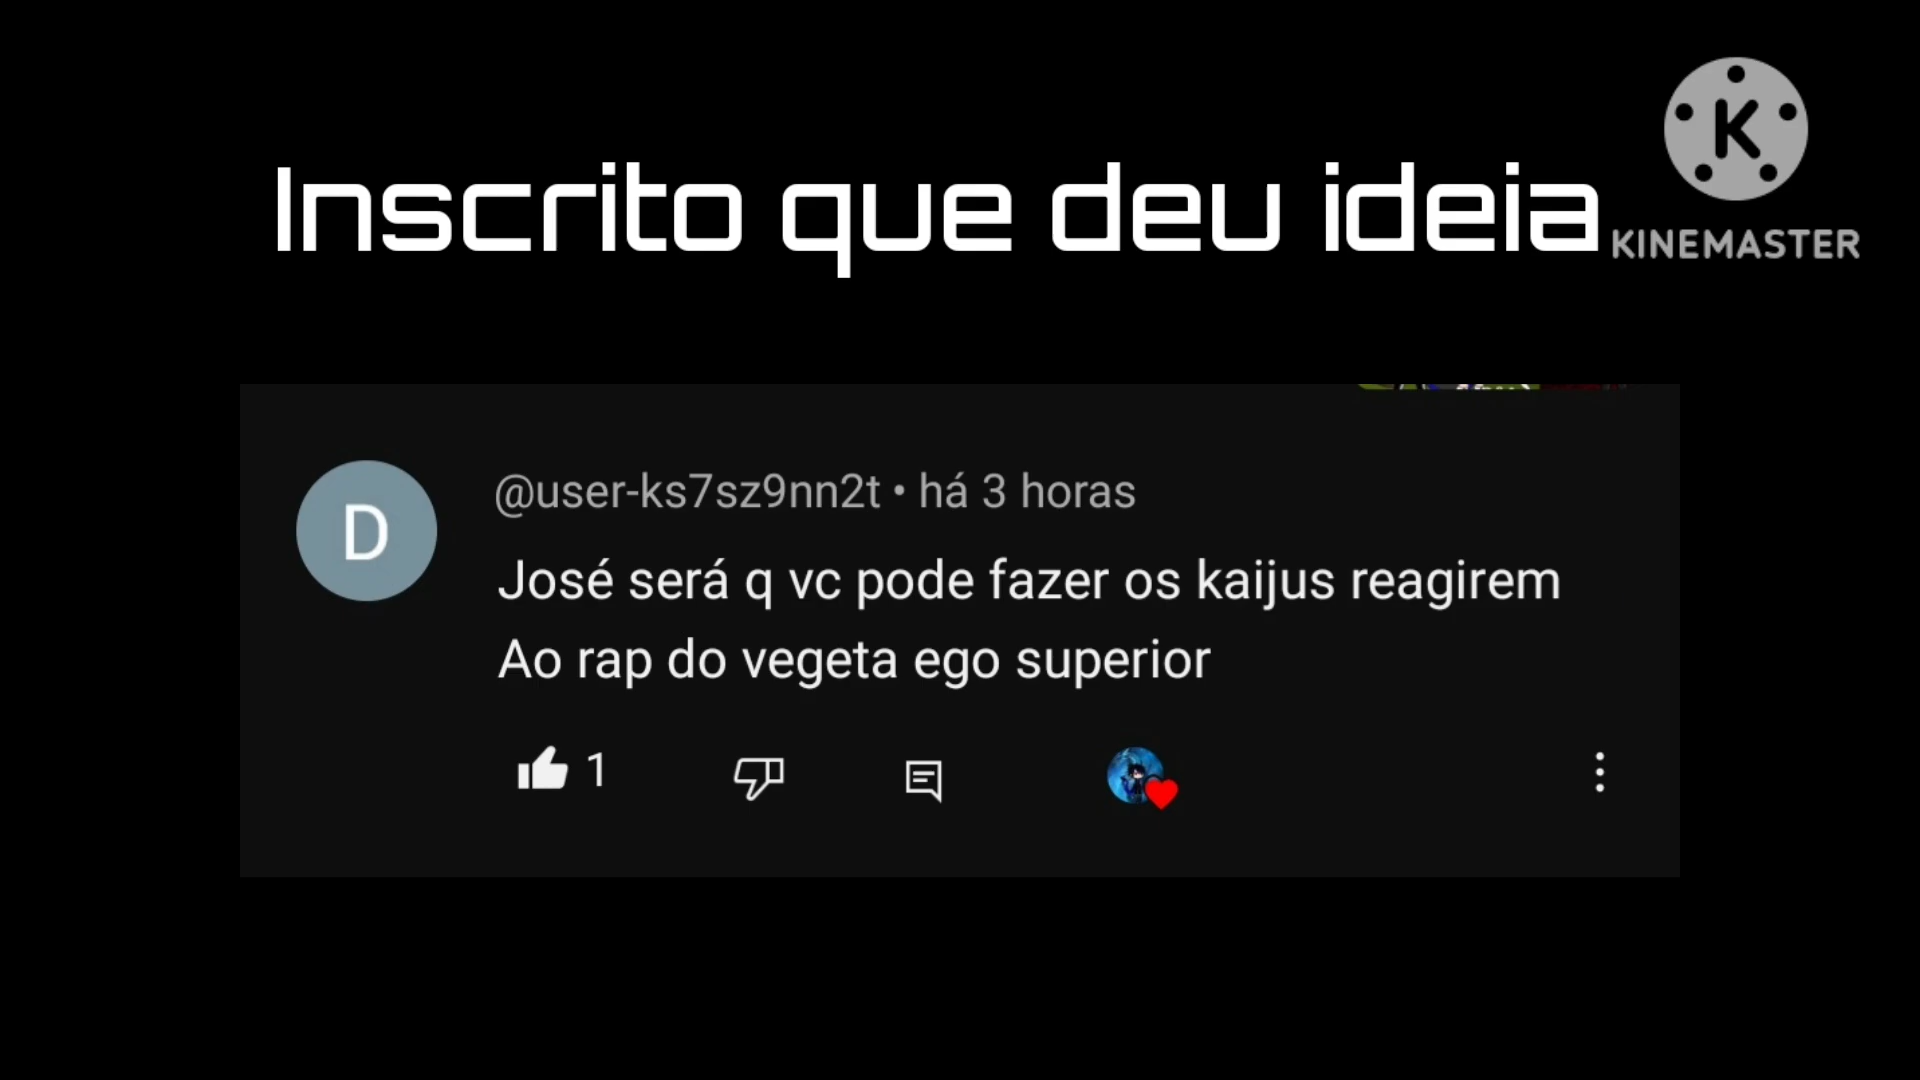 Inscrito que deu ideia
K
KINEMASTER
D
@user-ks7sz9nn2t • há 3 horas
José será q vc pode fazer os kaijus reagirem
Ao rap do vegeta ego superior
1